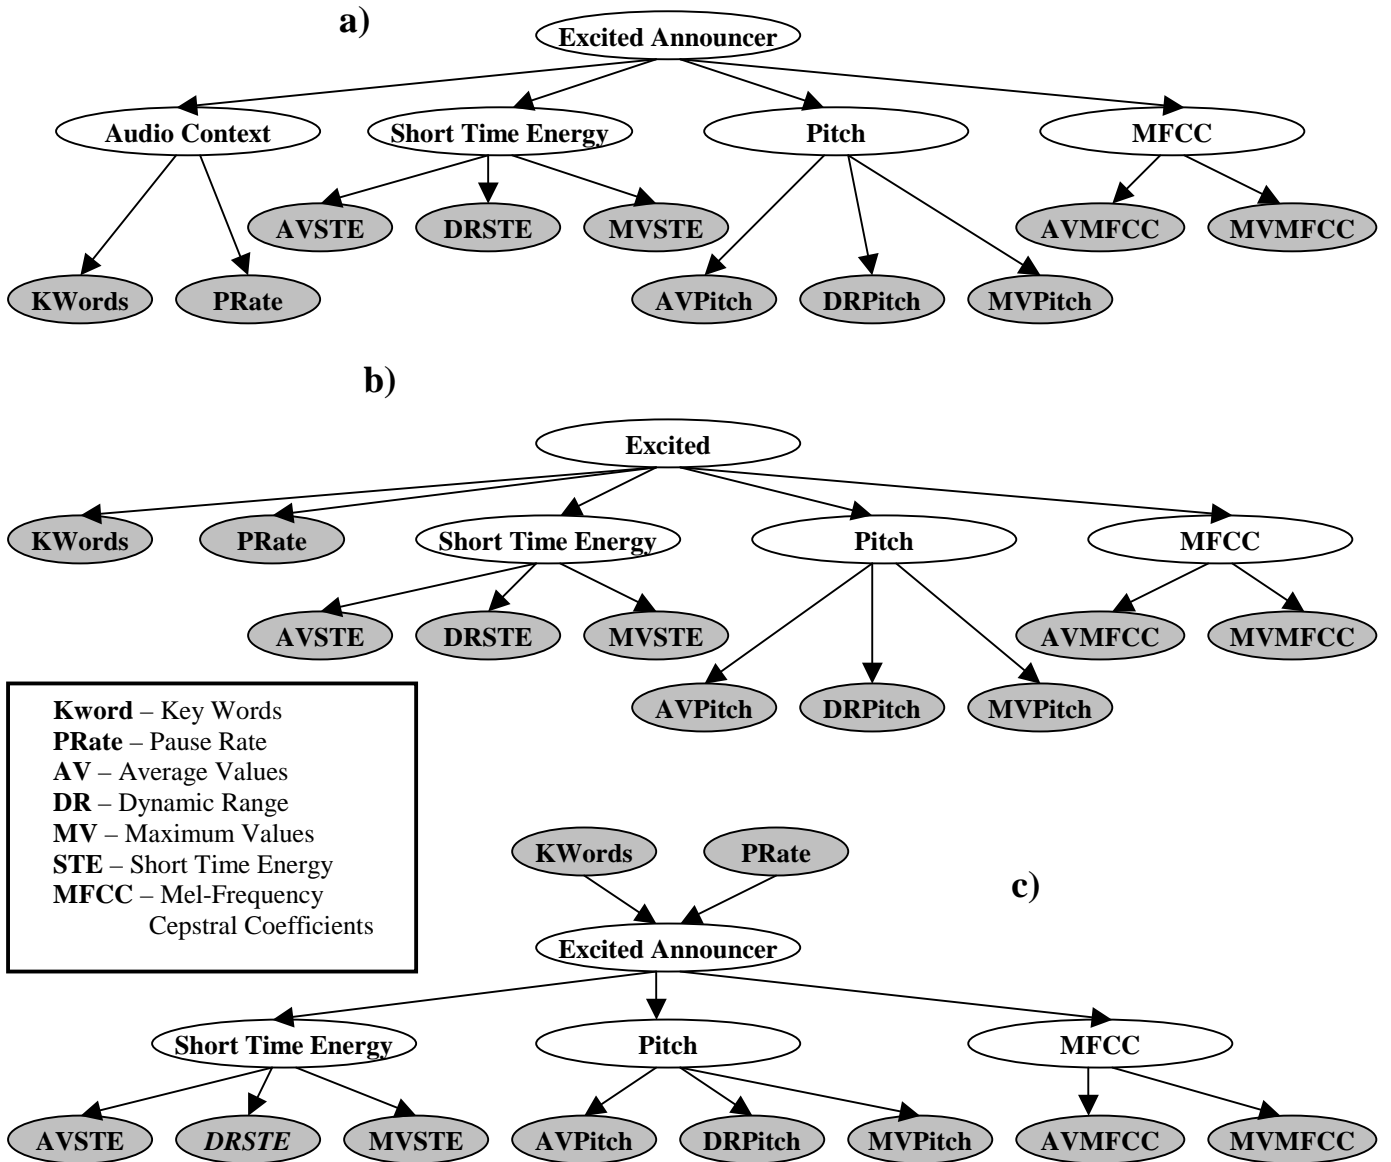 a)
Excited Announcer
Audio Context
Short Time Energy
Pitch
MFCC
AVSTE
DRSTE
MVSTE
AVMFCC
MVMFCC
KWords
PRate
AVPitch
DRPitch
MVPitch
b)
Excited
KWords
PRate
Short Time Energy
Pitch
MFCC
AVSTE
DRSTE
MVSTE
AVMFCC
MVMFCC
AVPitch
DRPitch
MVPitch
Kword – Key Words
PRate – Pause Rate
AV – Average Values
DR – Dynamic Range
MV – Maximum Values
STE – Short Time Energy
MFCC – Mel-Frequency
Cepstral Coefficients
c)
KWords
PRate
Excited Announcer
Short Time Energy
Pitch
MFCC
AVSTE
DRSTE
MVSTE
AVPitch
DRPitch
MVPitch
AVMFCC
MVMFCC